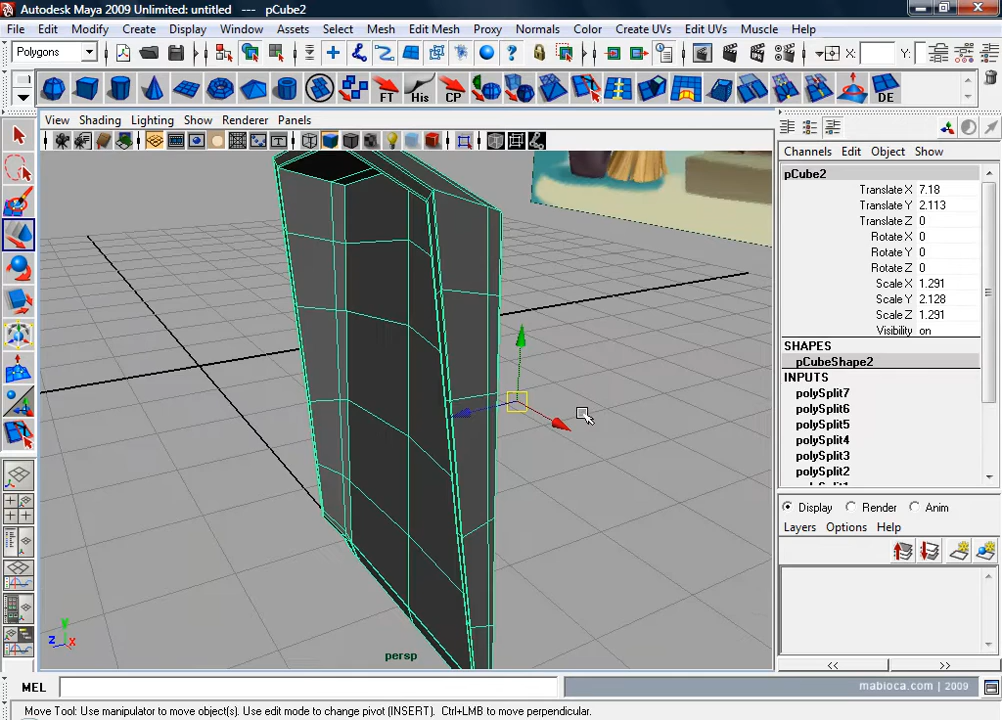 Autodesk Maya 2009 Unlimited: untitled --- pCube2
File Edit Modify Create Display Window Assets Select Mesh Edit Mesh Proxy Normals Color Create UVs Edit UVs Muscle Help
Polygons X: Y:
FT His CP DE
View Shading Lighting Show Renderer Panels
Channels Edit Object Show
pCube2
Translate X 7.18
Translate Y 2.113
Translate Z 0
Rotate X 0
Rotate Y 0
Rotate Z 0
Scale X 1.291
Scale Y 2.128
Scale Z 1.291
Visibility on
SHAPES
pCubeShape2
INPUTS
polySplit7
polySplit6
polySplit5
polySplit4
polySplit3
polySplit2
Display Render Anim
Layers Options Help
y
z x
persp
<< >>
MEL
mabioca.com | 2009
Move Tool: Use manipulator to move object(s). Use edit mode to change pivot (INSERT). Ctrl+LMB to move perpendicular.